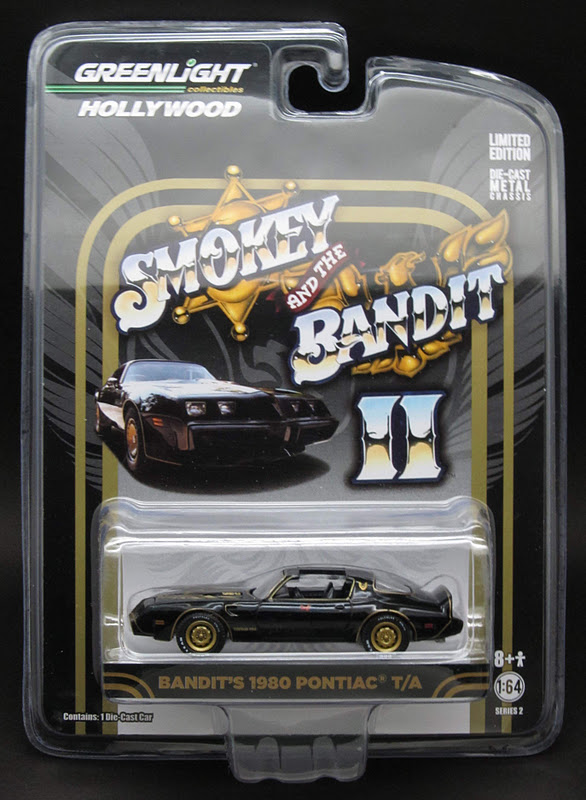 GREENLIGHT®
collectibles
HOLLYWOOD
LIMITED
EDITION
DIE-CAST
METAL
CHASSIS
SMOKEY
AND THE
BANDIT
II
BANDIT'S 1980 PONTIAC® T/A
8+
1:64
SERIES 2
Contains: 1 Die-Cast Car